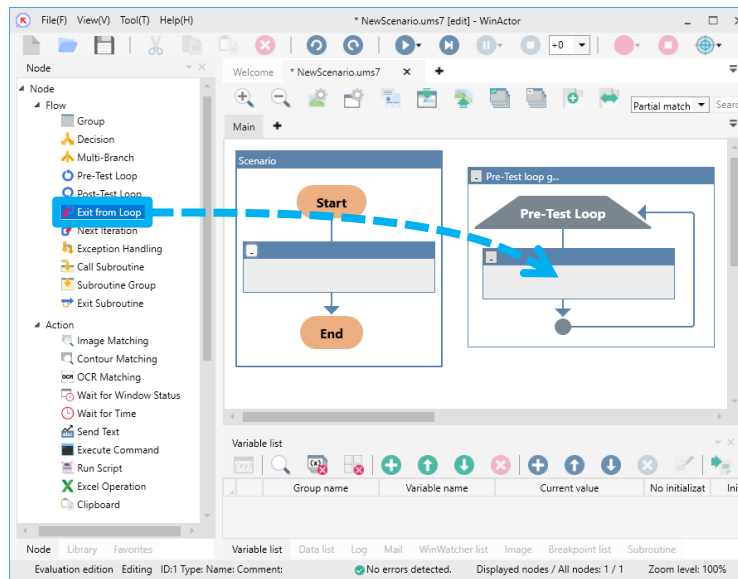 File(F) View(V) Tool(T) Help(H) * NewScenario.ums7 [edit] - WinActor
+0
Node
Welcome * NewScenario.ums7
Node
Flow
Group
Decision
Multi-Branch
Pre-Test Loop
Post-Test Loop
Exit from Loop
Next Iteration
Exception Handling
Call Subroutine
Subroutine Group
Exit Subroutine
Action
Image Matching
Contour Matching
OCR Matching
Wait for Window Status
Wait for Time
Send Text
Execute Command
Run Script
Excel Operation
Clipboard
Partial match Searc
Main
Scenario
Start
End
Pre-Test loop g...
Pre-Test Loop
Variable list
Group name Variable name Current value No initializat Ini
Node Library Favorites
Variable list Data list Log Mail WinWatcher list Image Breakpoint list Subroutine
Evaluation edition Editing ID:1 Type: Name: Comment: No errors detected. Displayed nodes / All nodes: 1 / 1 Zoom level: 100%